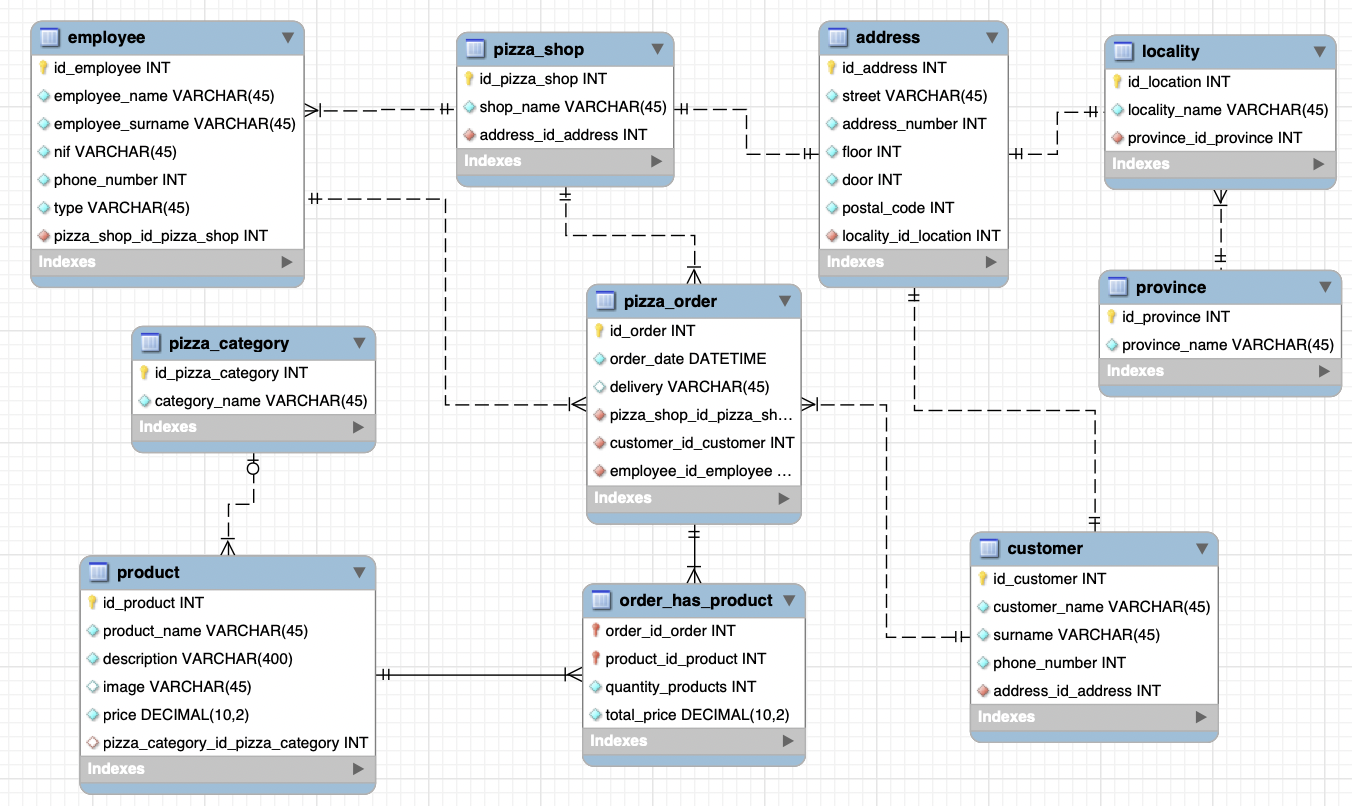 employee
id_employee INT
employee_name VARCHAR(45)
employee_surname VARCHAR(45)
nif VARCHAR(45)
phone_number INT
type VARCHAR(45)
pizza_shop_id_pizza_shop INT
Indexes
pizza_shop
id_pizza_shop INT
shop_name VARCHAR(45)
address_id_address INT
Indexes
address
id_address INT
street VARCHAR(45)
address_number INT
floor INT
door INT
postal_code INT
locality_id_location INT
Indexes
locality
id_location INT
locality_name VARCHAR(45)
province_id_province INT
Indexes
province
id_province INT
province_name VARCHAR(45)
Indexes
pizza_category
id_pizza_category INT
category_name VARCHAR(45)
Indexes
pizza_order
id_order INT
order_date DATETIME
delivery VARCHAR(45)
pizza_shop_id_pizza_sh...
customer_id_customer INT
employee_id_employee ...
Indexes
product
id_product INT
product_name VARCHAR(45)
description VARCHAR(400)
image VARCHAR(45)
price DECIMAL(10,2)
pizza_category_id_pizza_category INT
Indexes
order_has_product
order_id_order INT
product_id_product INT
quantity_products INT
total_price DECIMAL(10,2)
Indexes
customer
id_customer INT
customer_name VARCHAR(45)
surname VARCHAR(45)
phone_number INT
address_id_address INT
Indexes